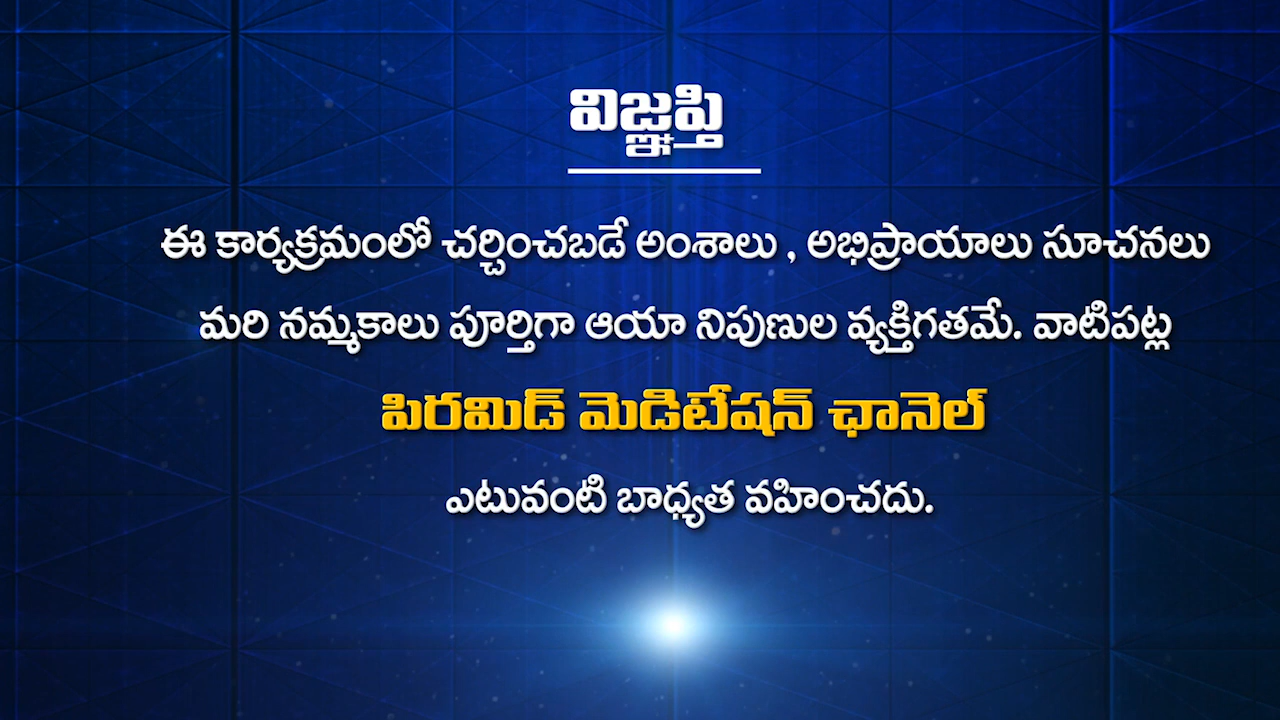 విజ్ఞప్తి
ఈ కార్యక్రమంలో చర్చించబడే అంశాలు , అభిప్రాయాలు సూచనలు
మరి నమ్మకాలు పూర్తిగా ఆయా నిపుణుల వ్యక్తిగతమే. వాటిపట్ల
పిరమిడ్ మెడిటేషన్ ఛానెల్
ఎటువంటి బాధ్యత వహించదు.